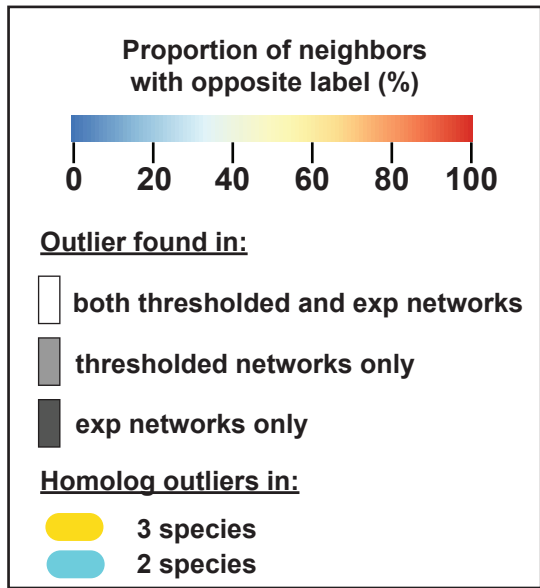 Proportion of neighbors
with opposite label (%)
0 20 40 60 80 100
Outlier found in:
both thresholded and exp networks
thresholded networks only
exp networks only
Homolog outliers in:
3 species
2 species